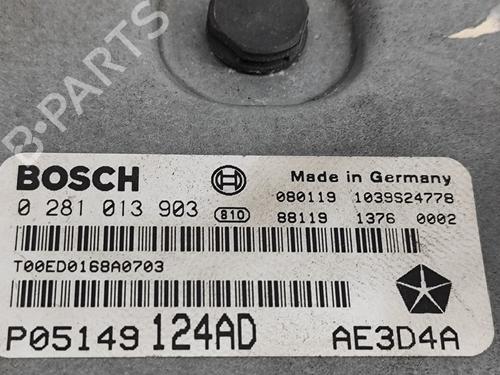 B-PARTS
BOSCH
Made in Germany
0 281 013 903
810
080119 1039S24778
88119 1376 0002
T00ED0168A0703
P05149 124AD AE3D4A